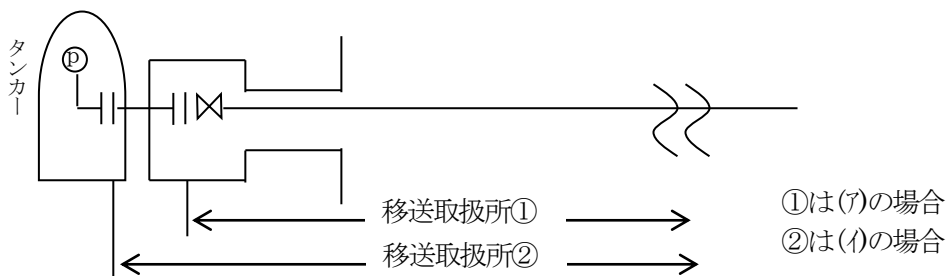 タンカー
p
移送取扱所①
移送取扱所②
①は(ｱ)の場合
②は(ｲ)の場合